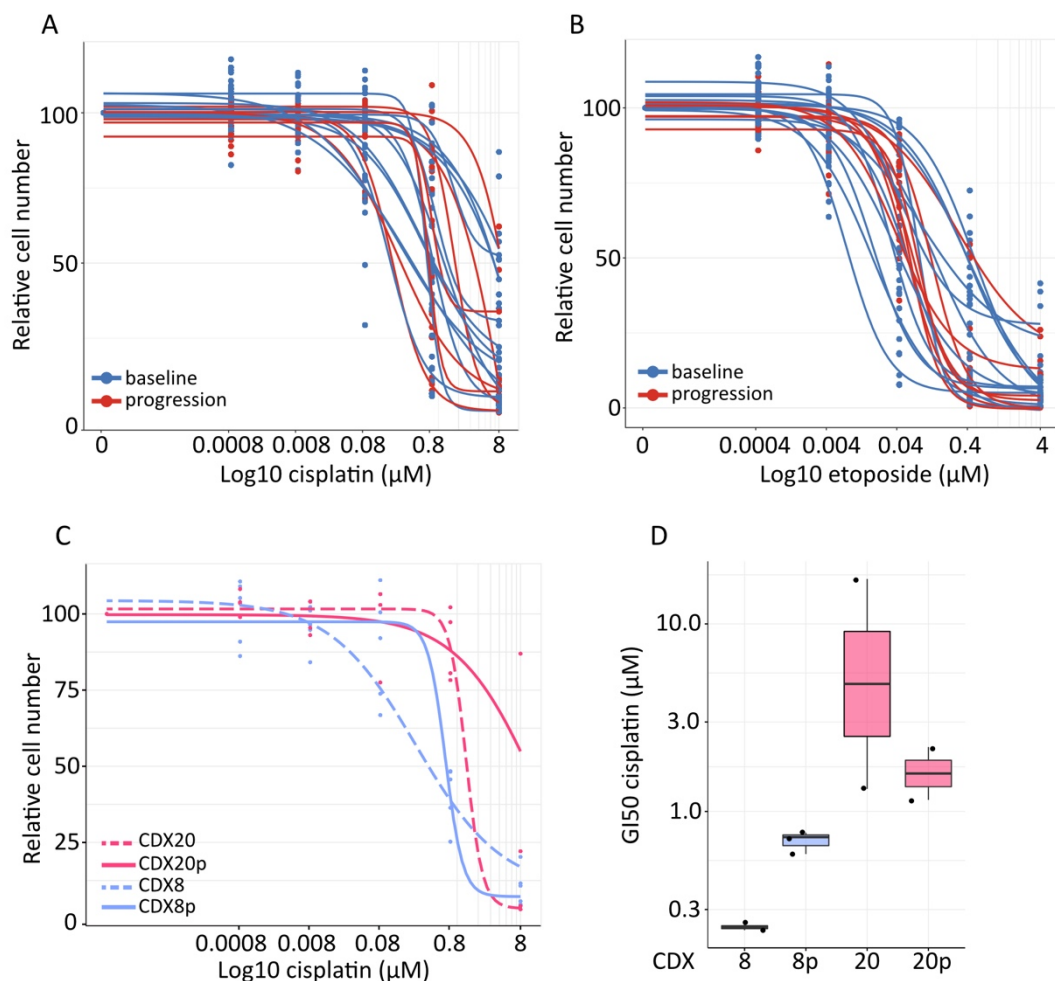 A
Relative cell number
100
50
0
baseline
progression
0 0.0008 0.008 0.08 0.8 8
Log10 cisplatin (μM)
B
Relative cell number
100
50
0
baseline
progression
0 0.0004 0.004 0.04 0.4 4
Log10 etoposide (μM)
C
Relative cell number
100
75
50
25
0
CDX20
CDX20p
CDX8
CDX8p
0.0008 0.008 0.08 0.8 8
Log10 cisplatin (μM)
D
GI50 cisplatin (μM)
10.0
3.0
1.0
0.3
CDX 8 8p 20 20p